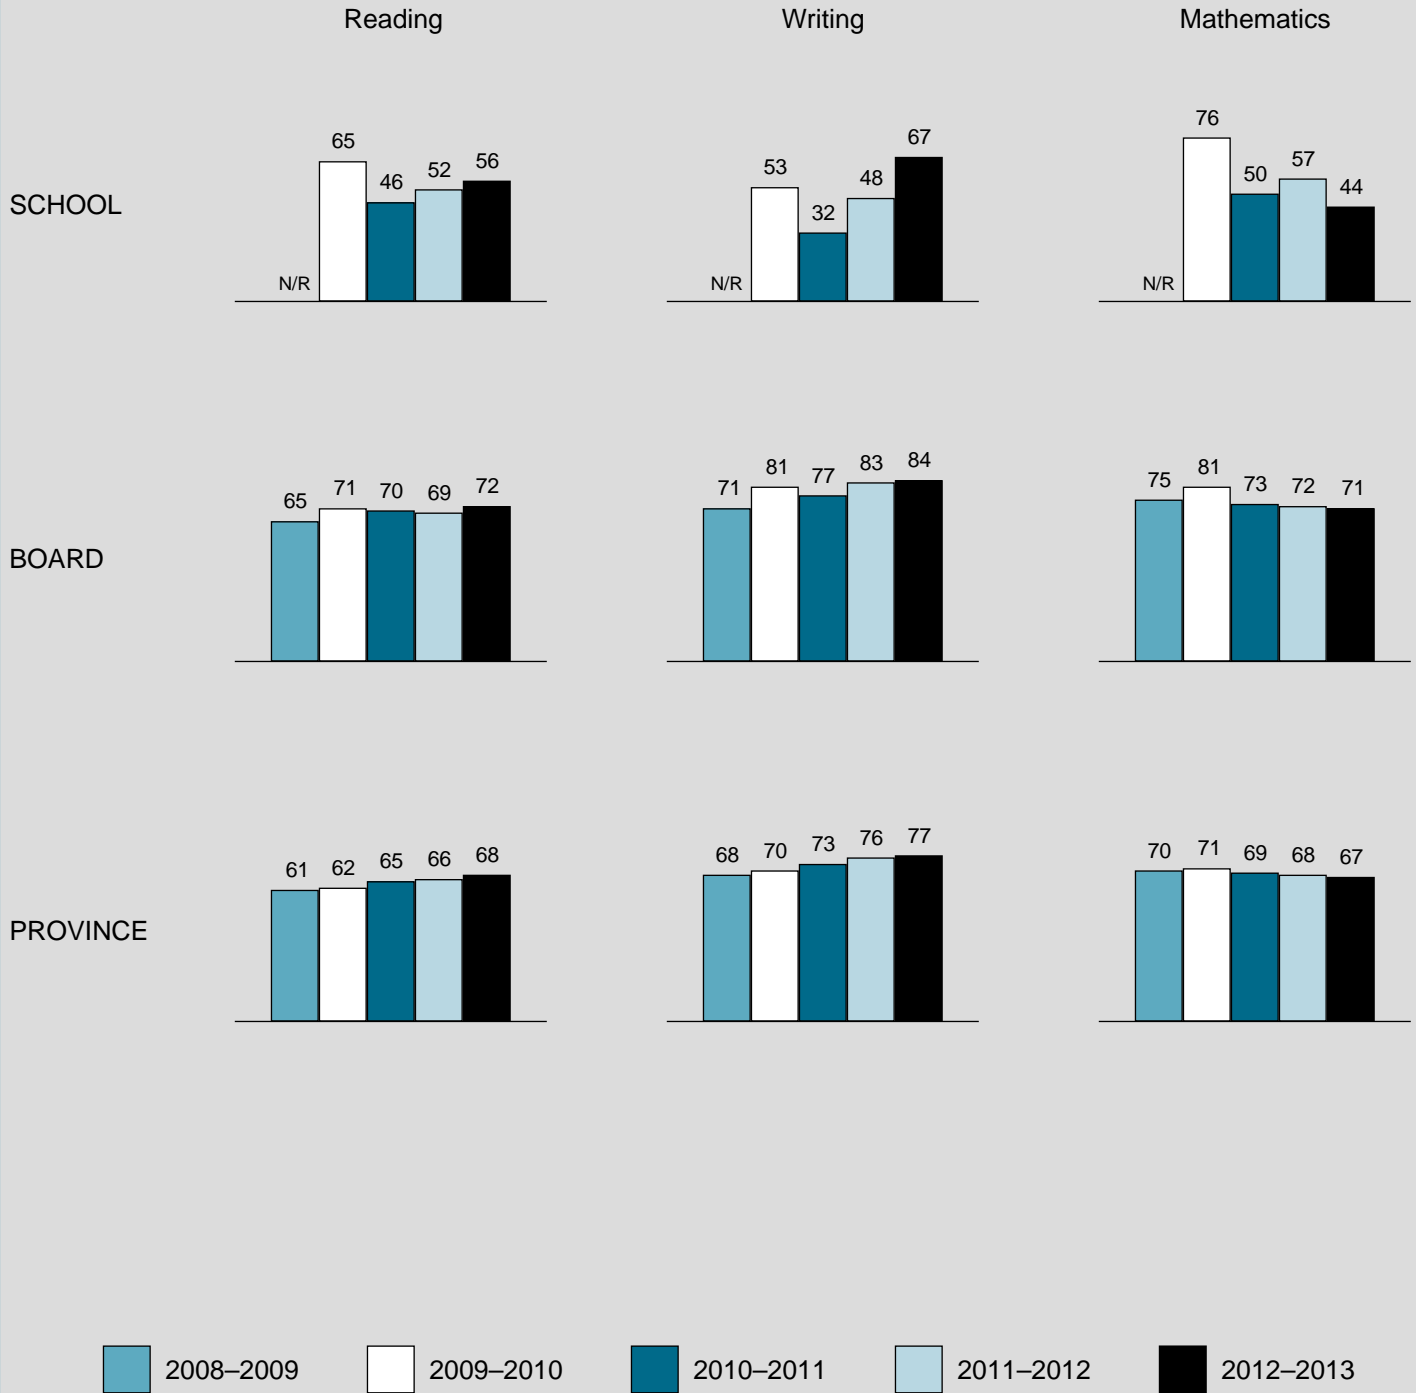 Reading Writing Mathematics
SCHOOL
N/R 65 46 52 56
N/R 53 32 48 67
N/R 76 50 57 44
BOARD
65 71 70 69 72
71 81 77 83 84
75 81 73 72 71
PROVINCE
61 62 65 66 68
68 70 73 76 77
70 71 69 68 67
2008–2009 2009–2010 2010–2011 2011–2012 2012–2013